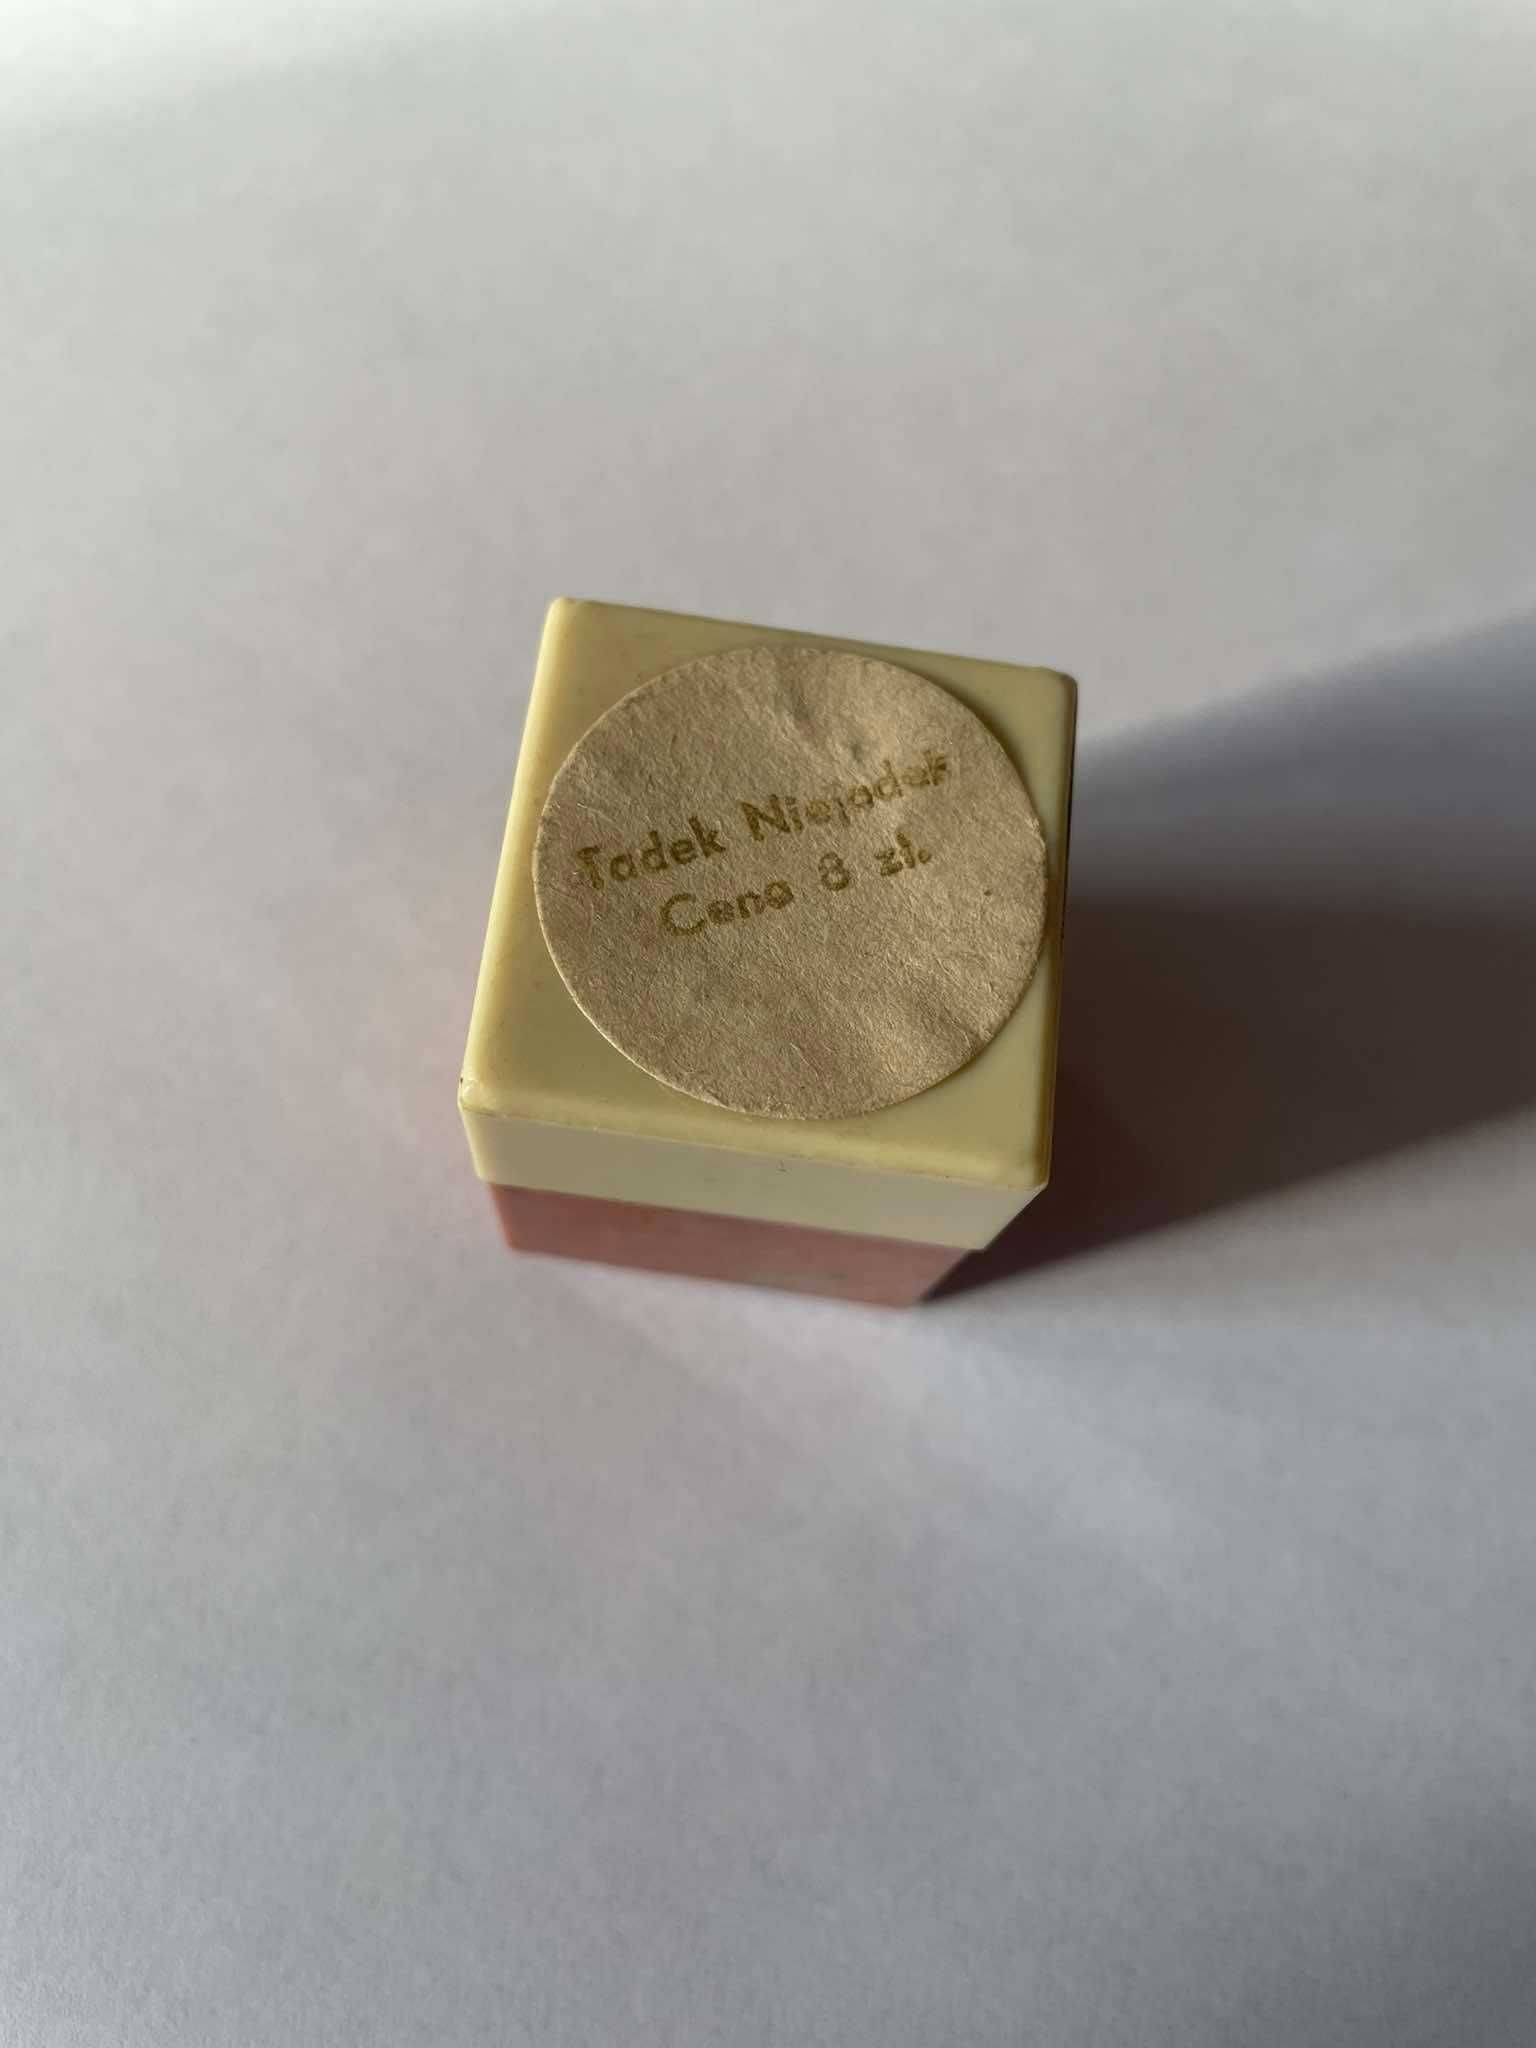 Tadek Niejadek
Cena 8 zł.